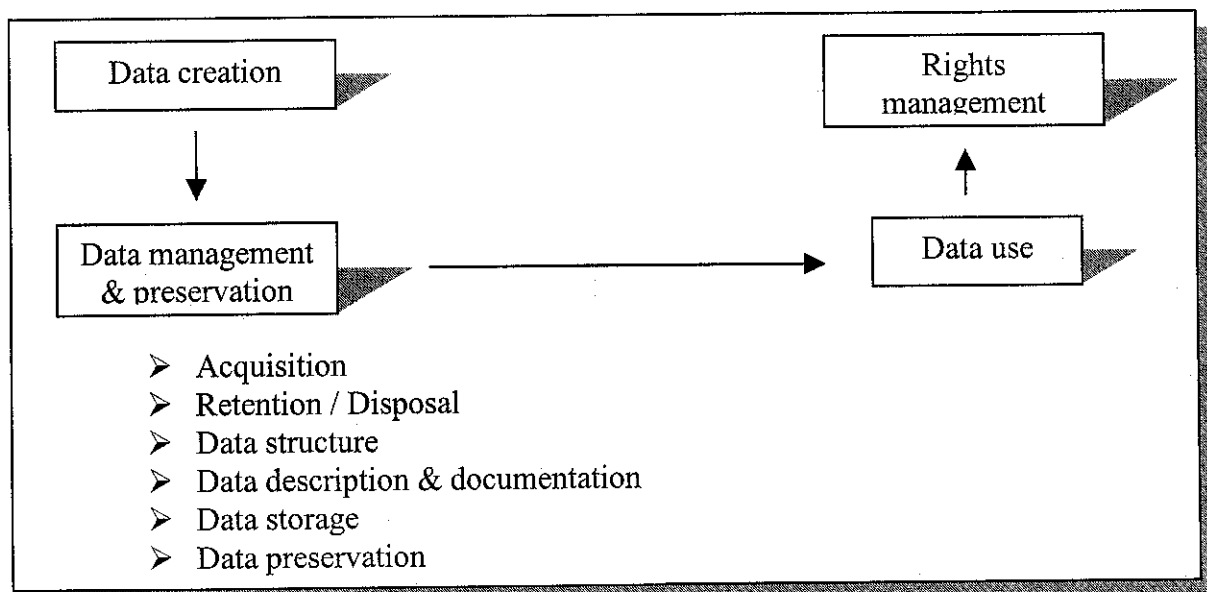 Data creation
Rights
management
Data management
& preservation
Data use
➢ Acquisition
➢ Retention / Disposal
➢ Data structure
➢ Data description & documentation
➢ Data storage
➢ Data preservation